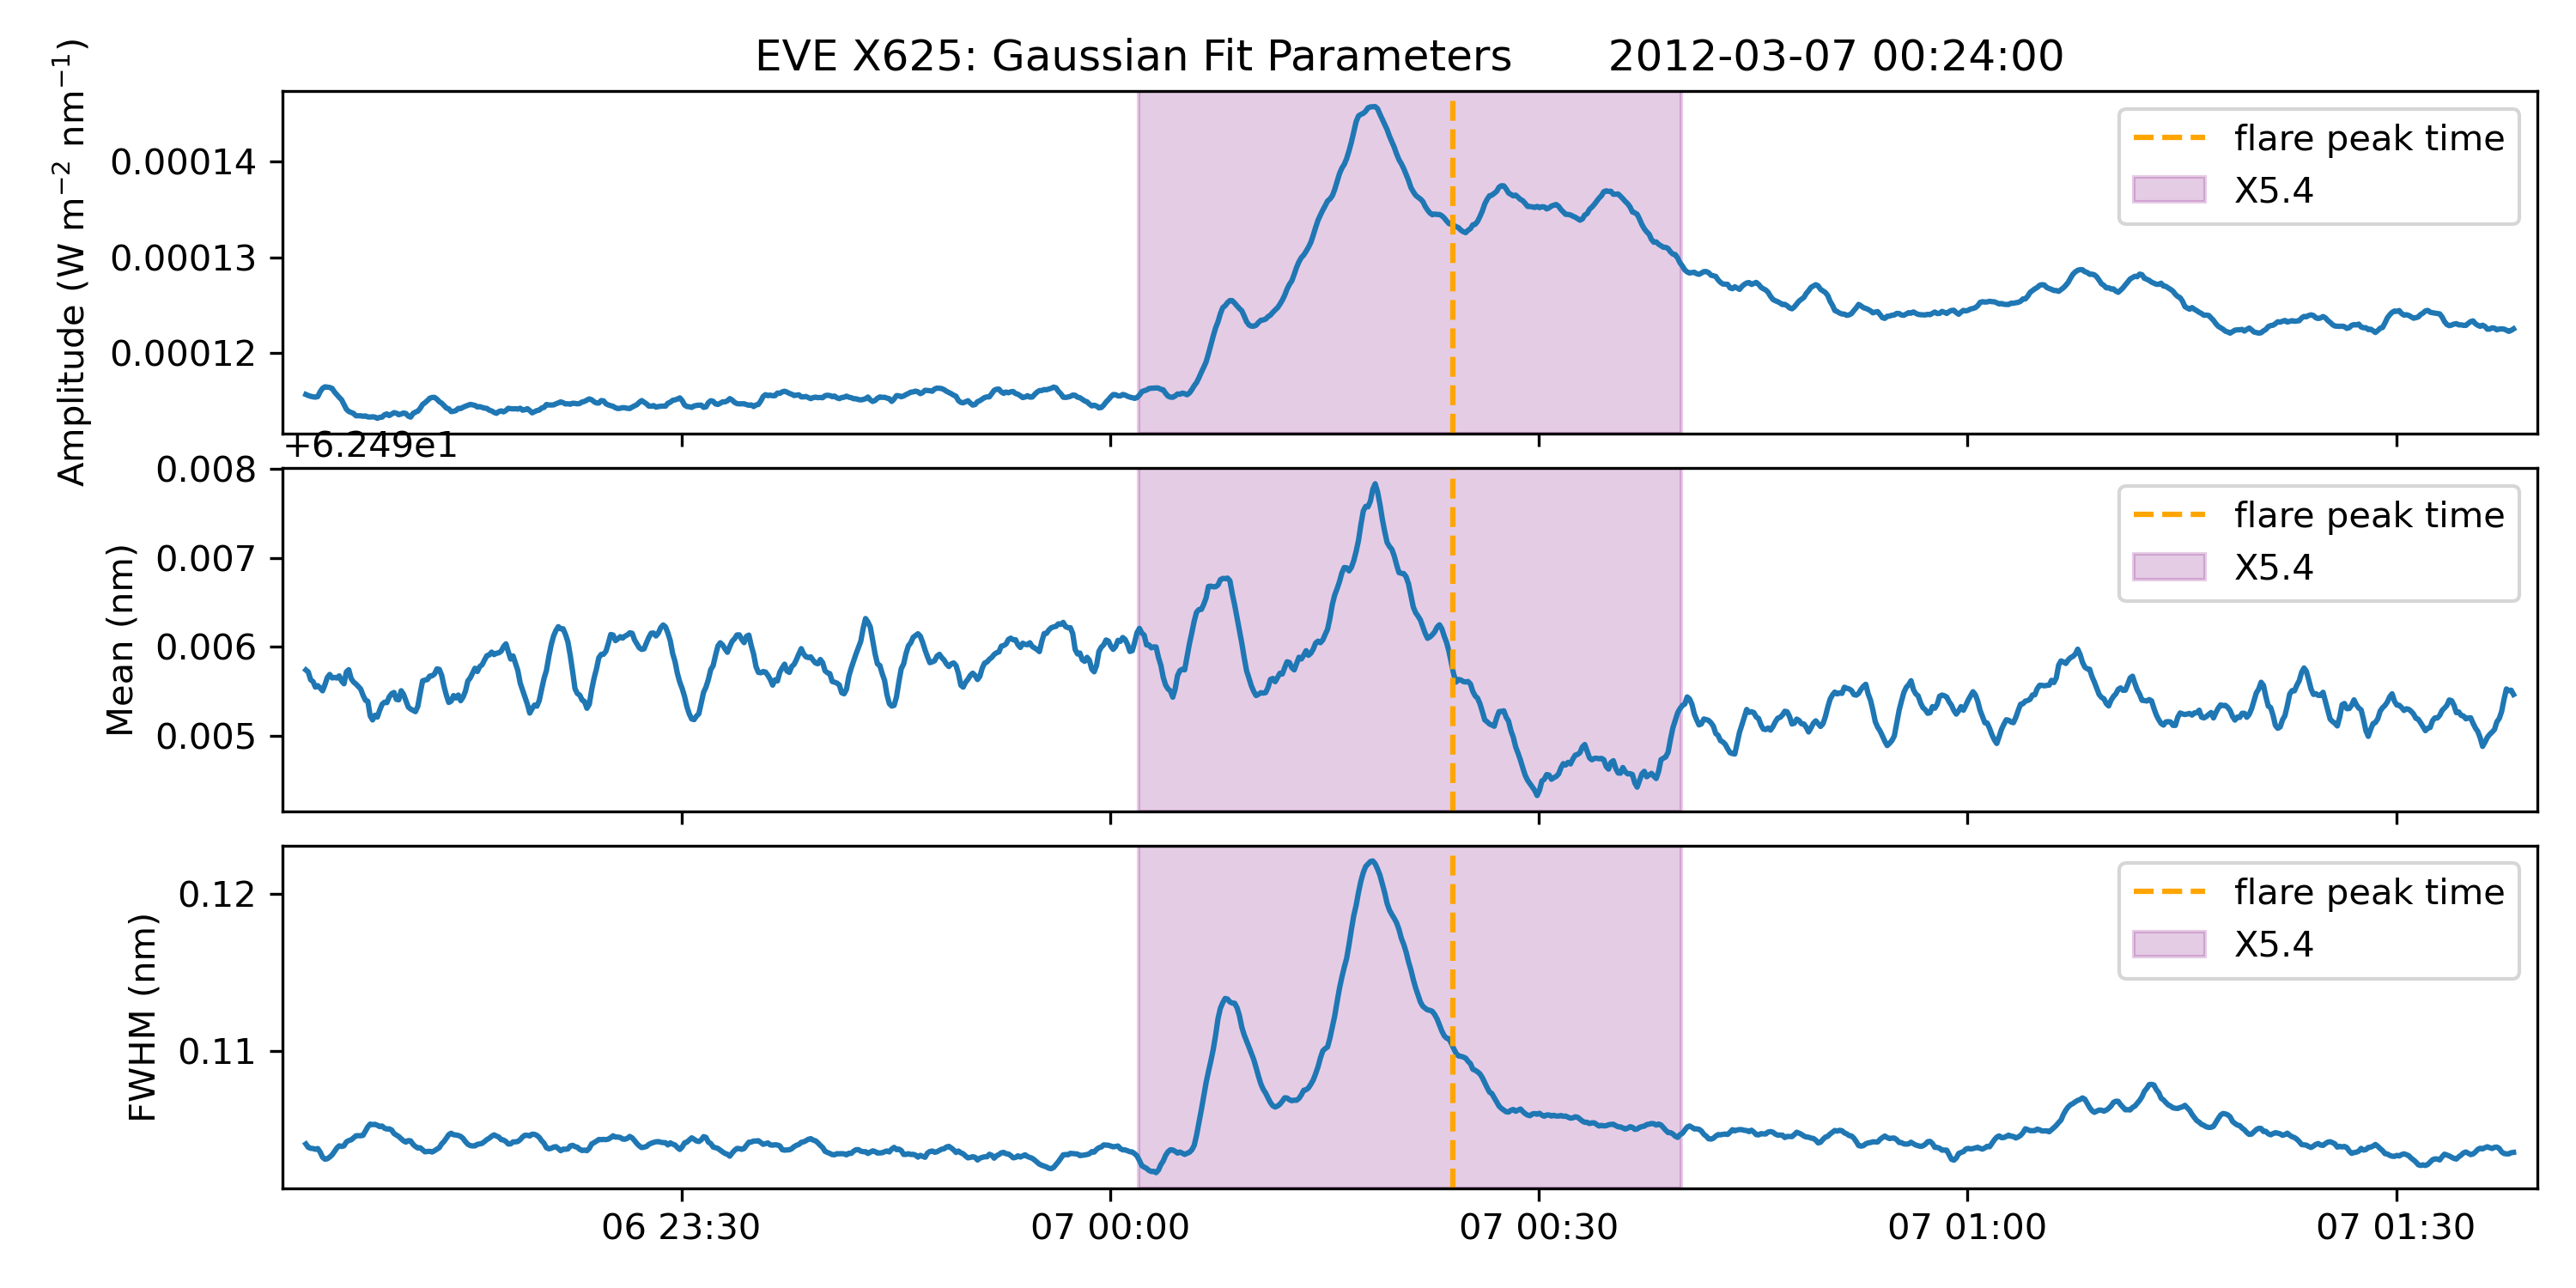 EVE X625: Gaussian Fit Parameters 2012-03-07 00:24:00
Amplitude (W m⁻² nm⁻¹)
0.00014
0.00013
0.00012
flare peak time
X5.4
+6.249e1
Mean (nm)
0.008
0.007
0.006
0.005
flare peak time
X5.4
FWHM (nm)
0.12
0.11
flare peak time
X5.4
06 23:30 07 00:00 07 00:30 07 01:00 07 01:30